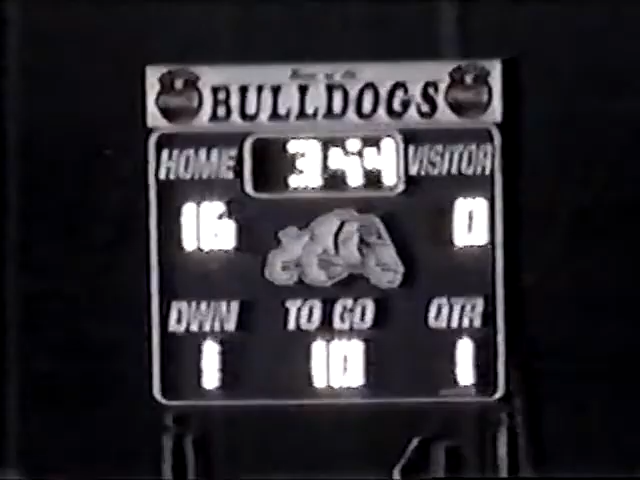 BULLDOGS
HOME 3:44 VISITOR
16 0
DWN TO GO QTR
1 10 1